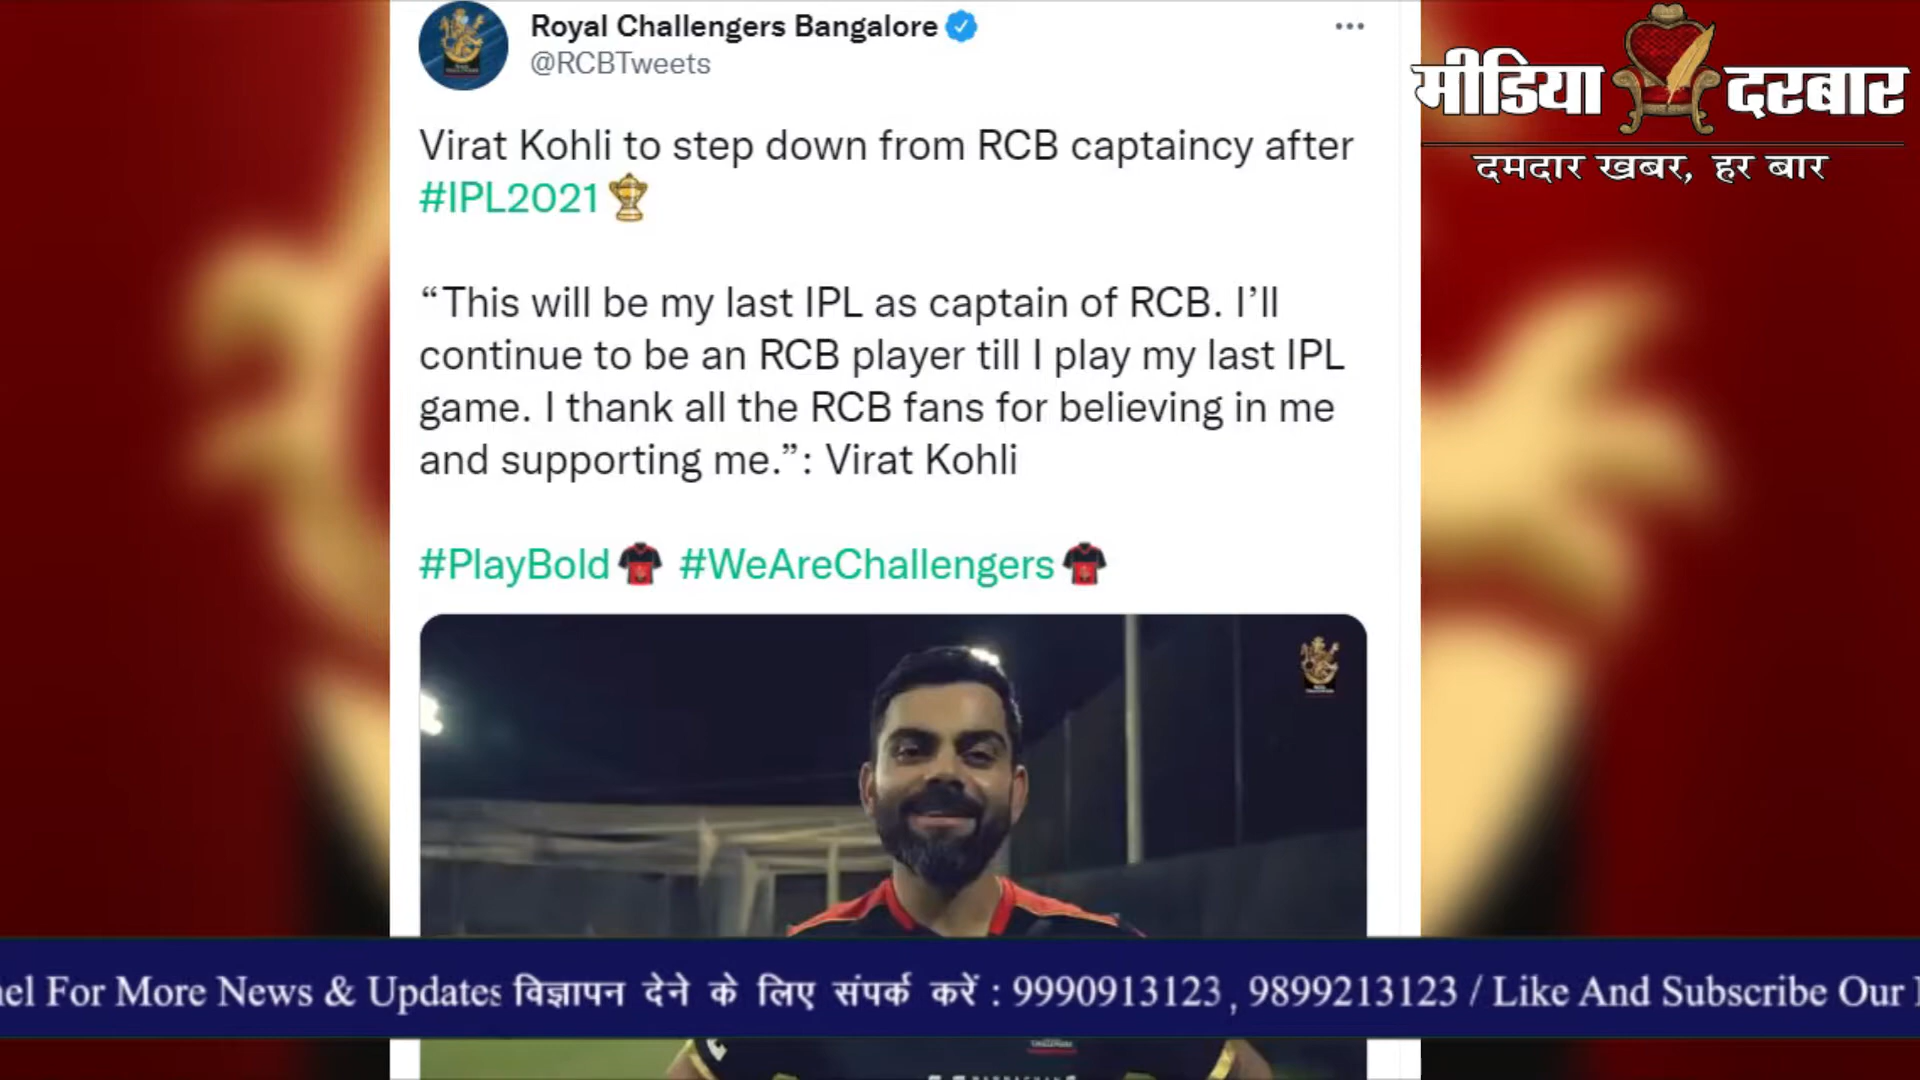 Royal Challengers Bangalore
@RCBTweets
मीडिया दरबार
दमदार खबर, हर बार
Virat Kohli to step down from RCB captaincy after
#IPL2021
“This will be my last IPL as captain of RCB. I’ll
continue to be an RCB player till I play my last IPL
game. I thank all the RCB fans for believing in me
and supporting me.”: Virat Kohli
#PlayBold #WeAreChallengers
For More News & Updates विज्ञापन देने के लिए संपर्क करें : 9990913123, 9899213123 / Like And Subscribe Our